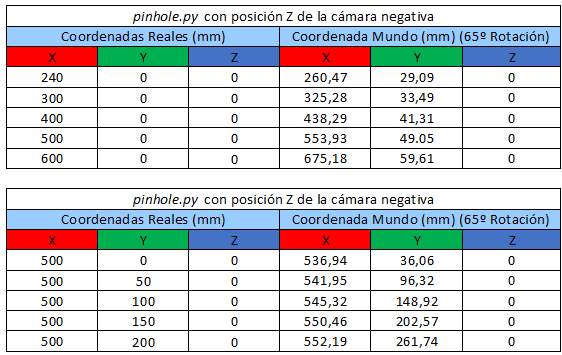 pinhole.py con posición Z de la cámara negativa
Coordenadas Reales (mm) Coordenada Mundo (mm) (65º Rotación)
X Y Z X Y Z
240 0 0 260,47 29,09 0
300 0 0 325,28 33,49 0
400 0 0 438,29 41,31 0
500 0 0 553,93 49.05 0
600 0 0 675,18 59,61 0
pinhole.py con posición Z de la cámara negativa
Coordenadas Reales (mm) Coordenada Mundo (mm) (65º Rotación)
X Y Z X Y Z
500 0 0 536,94 36,06 0
500 50 0 541,95 96,32 0
500 100 0 545,32 148,92 0
500 150 0 550,46 202,57 0
500 200 0 552,19 261,74 0